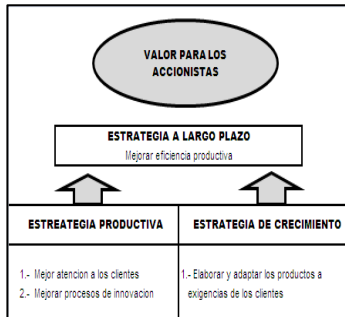 VALOR PARA LOS
ACCIONISTAS
ESTRATEGIA A LARGO PLAZO
Mejorar eficiencia productiva
ESTREATEGIA PRODUCTIVA
1.- Mejor atencion a los clientes
2.- Mejorar procesos de innovacion
ESTRATEGIA DE CRECIMIENTO
1.- Elaborar y adaptar los productos a
exigencias de los clientes